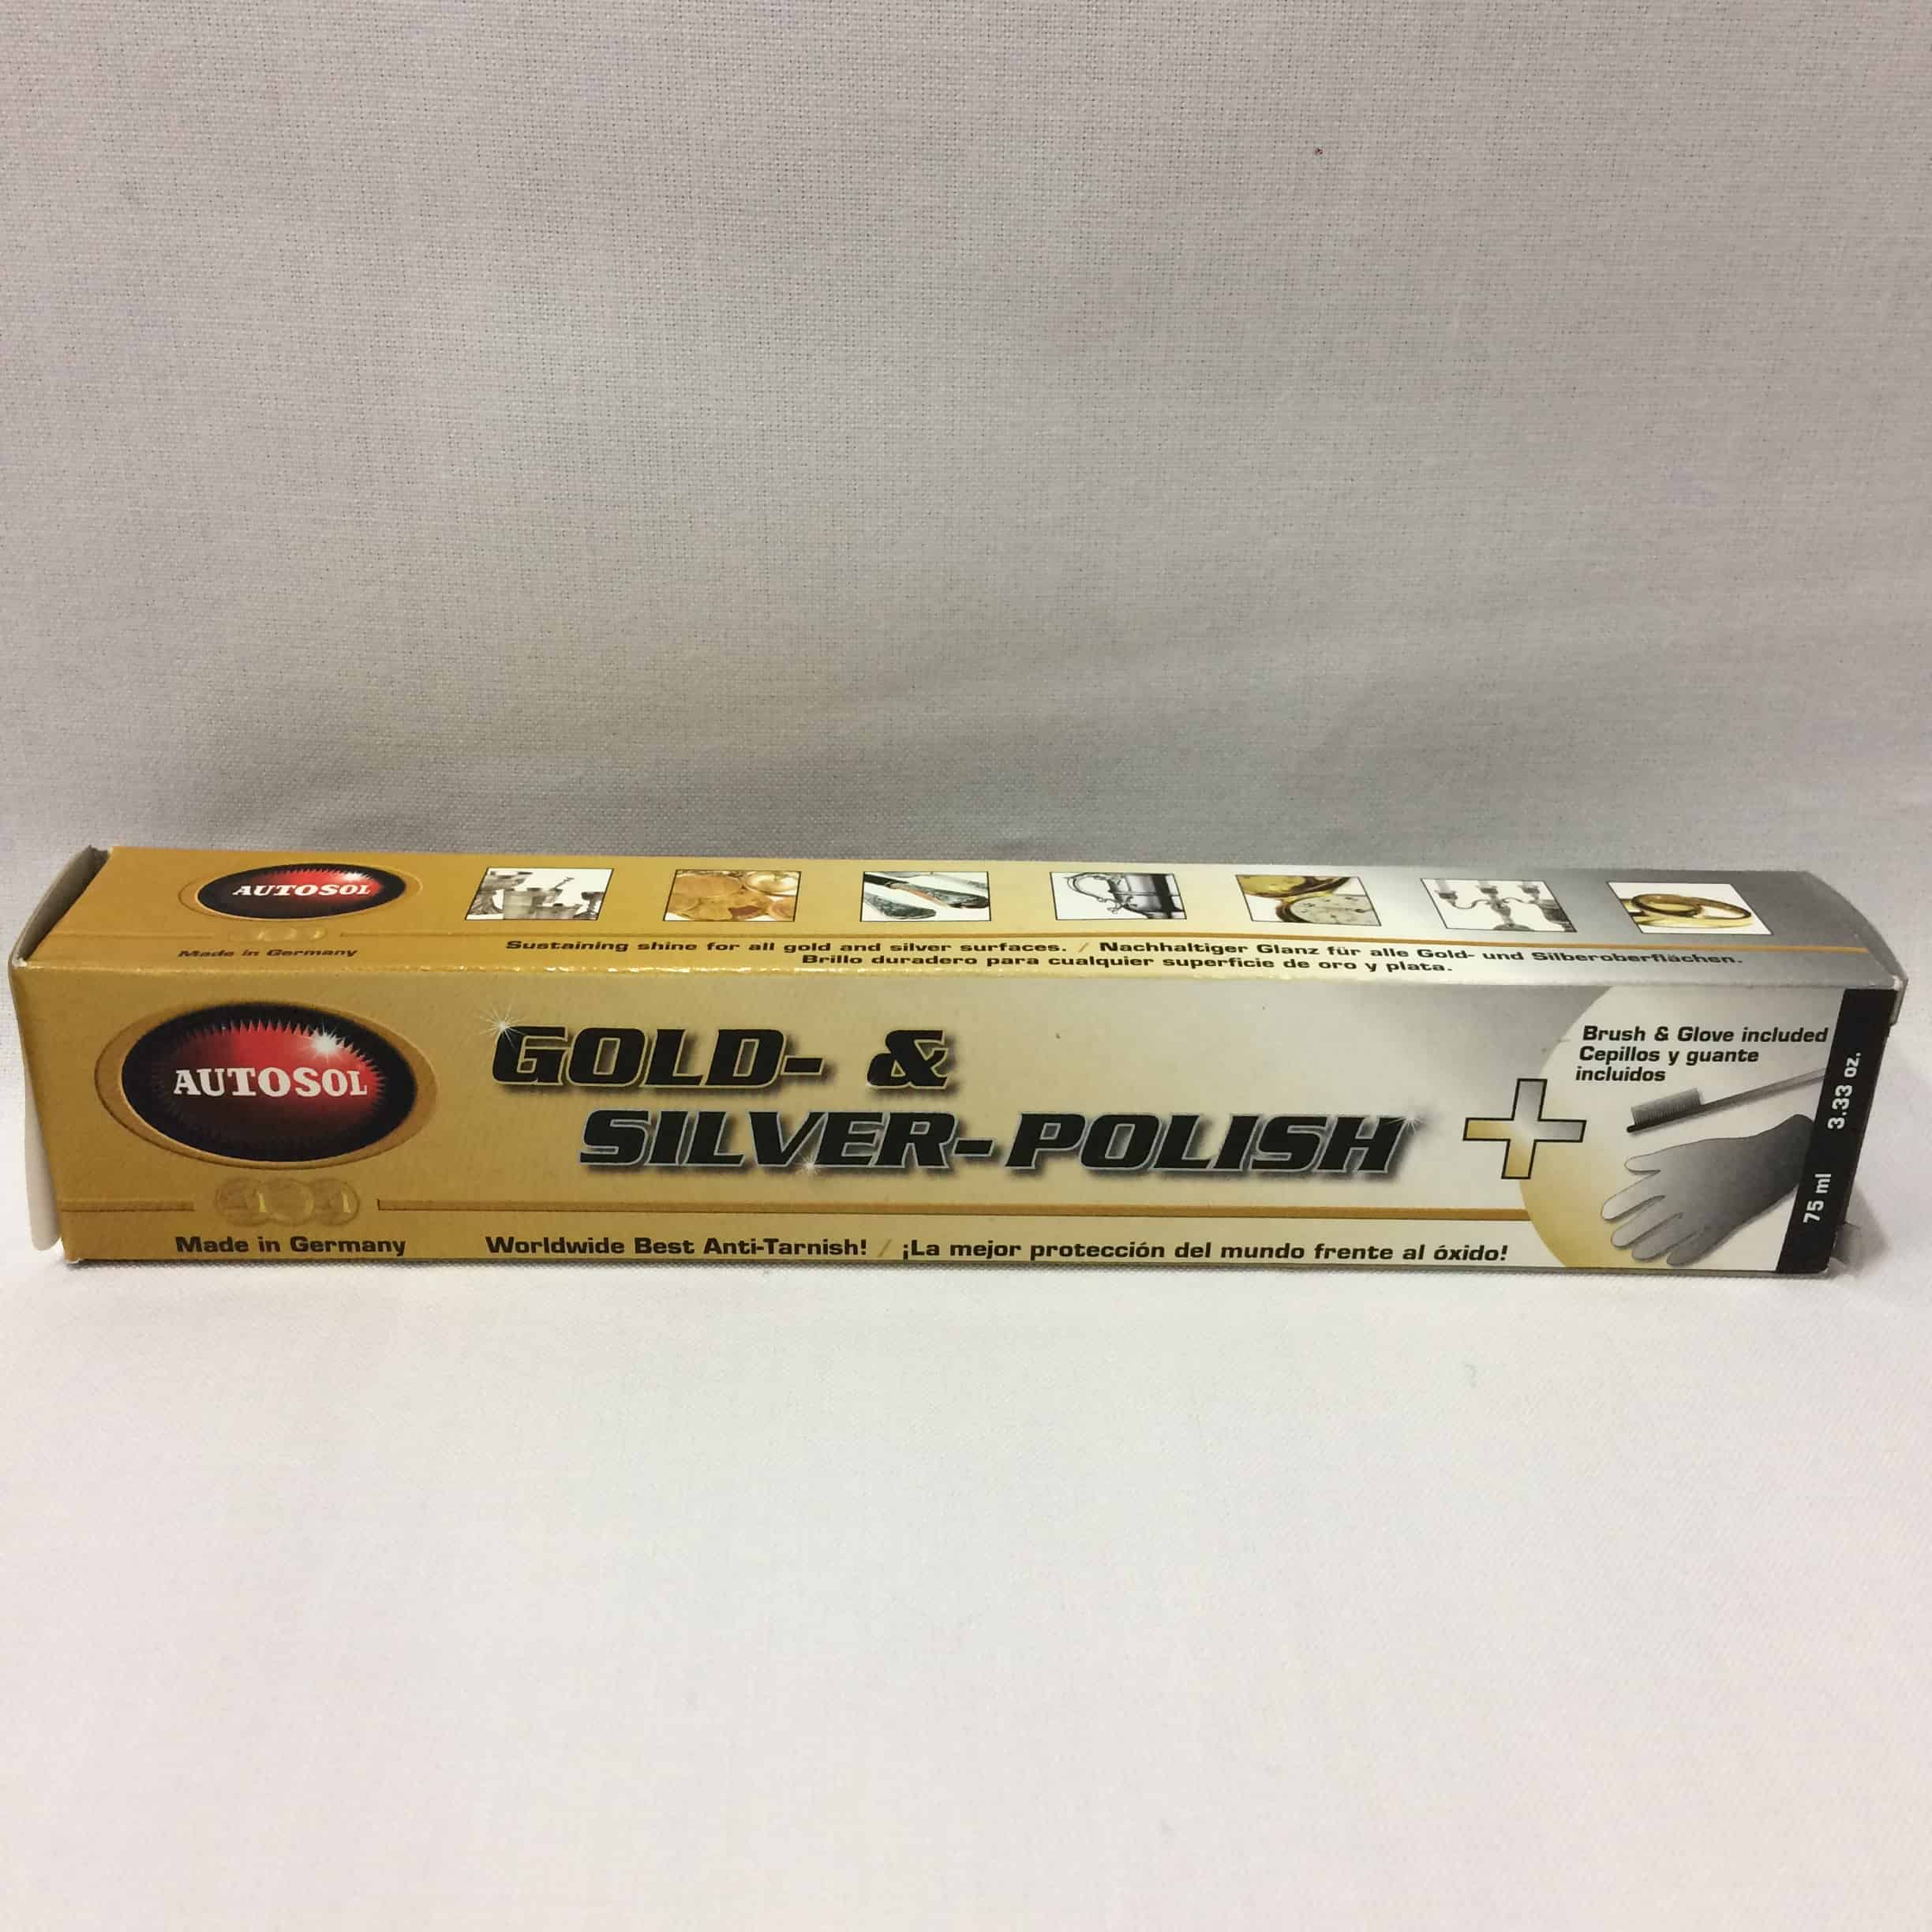 AUTOSOL
Made in Germany
Sustaining shine for all gold and silver surfaces. / Nachhaltiger Glanz für alle Gold- und Silberoberflächen.
Brillo duradero para cualquier superficie de oro y plata.
AUTOSOL
Made in Germany
GOLD- &
SILVER-POLISH
Worldwide Best Anti-Tarnish! / ¡La mejor protección del mundo frente al óxido!
Brush & Glove included
Cepillos y guante
incluidos
75 ml 3.33 oz.